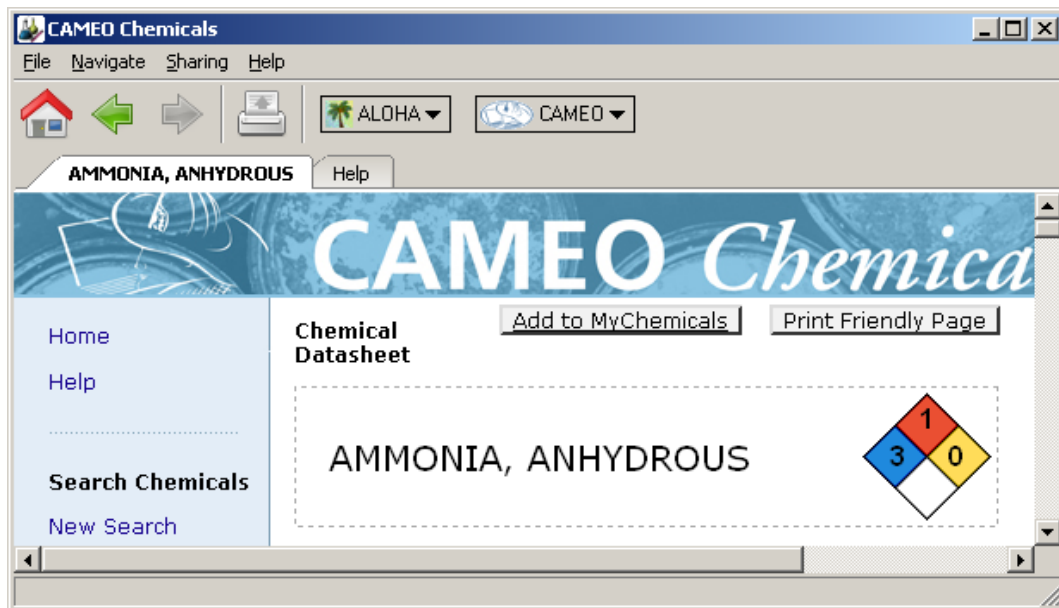 CAMEO Chemicals
File Navigate Sharing Help
ALOHA CAMEO
AMMONIA, ANHYDROUS Help
CAMEO Chemica
Home
Help
Search Chemicals
New Search
Chemical
Datasheet
Add to MyChemicals Print Friendly Page
AMMONIA, ANHYDROUS
1
3 0